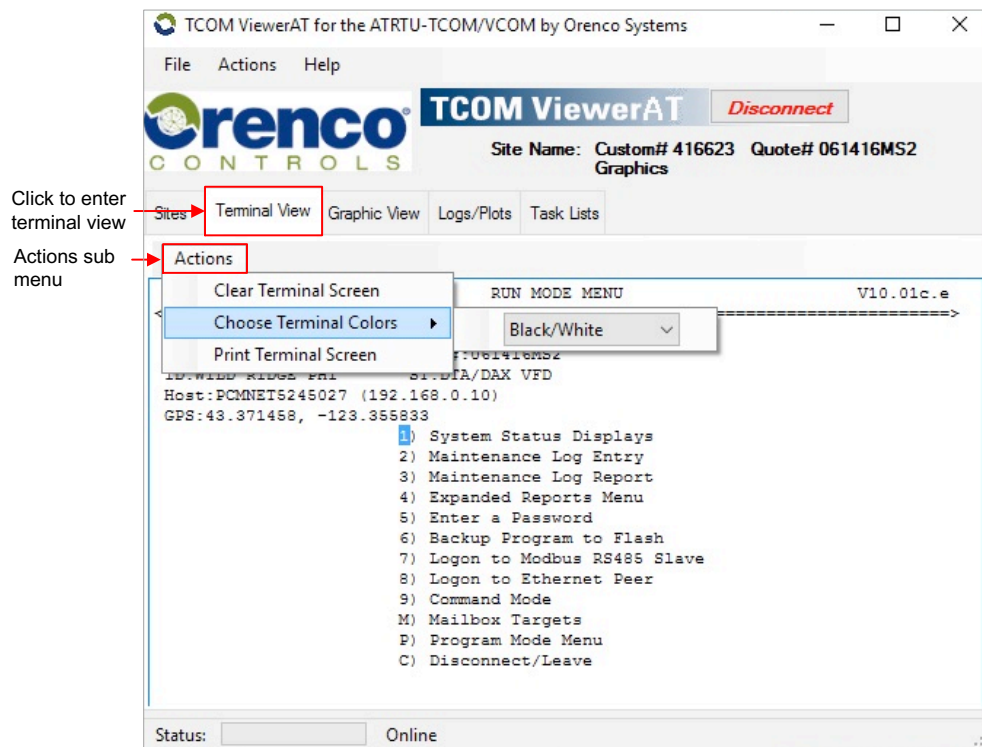 TCOM ViewerAT for the ATRTU-TCOM/VCOM by Orenco Systems
File Actions Help
Orenco
CONTROLS
TCOM ViewerAT
Disconnect
Site Name: Custom# 416623 Quote# 061416MS2
Graphics
Click to enter
terminal view
Sites Terminal View Graphic View Logs/Plots Task Lists
Actions sub
menu
Actions
Clear Terminal Screen
Choose Terminal Colors
Print Terminal Screen
Black/White
RUN MODE MENU V10.01c.e
#:061416MS2
ID:WILD RIDGE PHI SI:DTA/DAX VFD
Host:PCMNET5245027 (192.168.0.10)
GPS:43.371458, -123.355833
1) System Status Displays
2) Maintenance Log Entry
3) Maintenance Log Report
4) Expanded Reports Menu
5) Enter a Password
6) Backup Program to Flash
7) Logon to Modbus RS485 Slave
8) Logon to Ethernet Peer
9) Command Mode
M) Mailbox Targets
P) Program Mode Menu
C) Disconnect/Leave
Status: Online